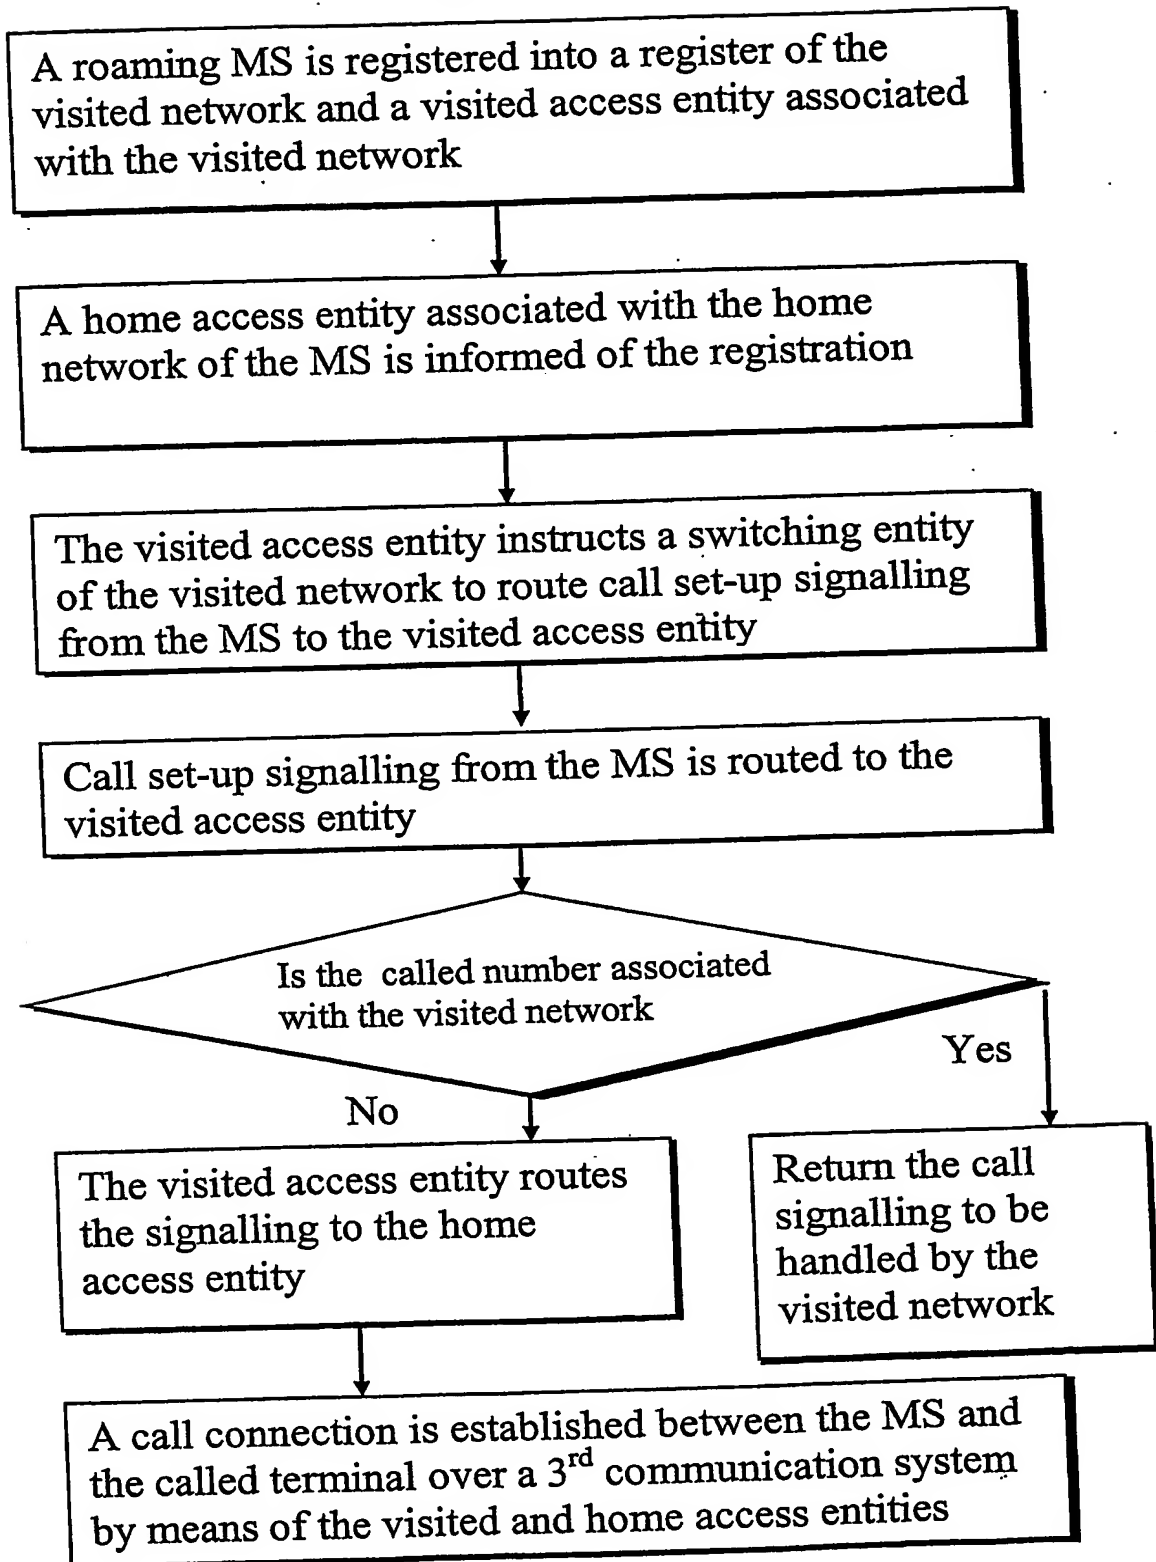 A roaming MS is registered into a register of the
visited network and a visited access entity associated
with the visited network
A home access entity associated with the home
network of the MS is informed of the registration
The visited access entity instructs a switching entity
of the visited network to route call set-up signalling
from the MS to the visited access entity
Call set-up signalling from the MS is routed to the
visited access entity
Is the called number associated
with the visited network
Yes
No
The visited access entity routes
the signalling to the home
access entity
Return the call
signalling to be
handled by the
visited network
A call connection is established between the MS and
the called terminal over a 3rd communication system
by means of the visited and home access entities